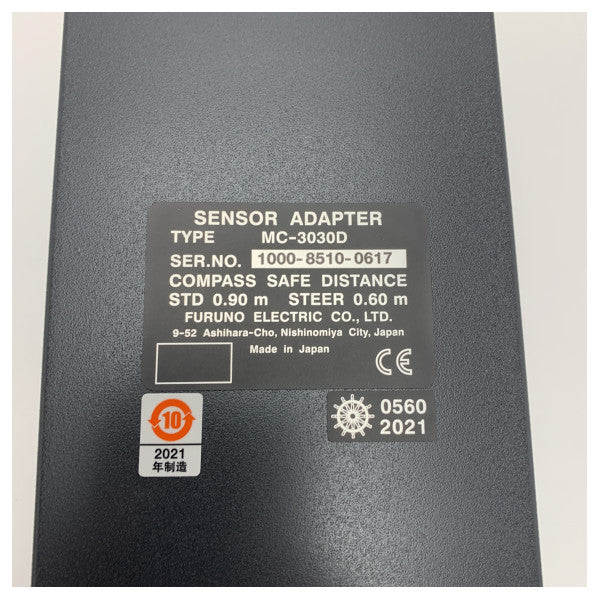 SENSOR ADAPTER
TYPE MC-3030D
SER.NO. 1000-8510-0617
COMPASS SAFE DISTANCE
STD 0.90 m STEER 0.60 m
FURUNO ELECTRIC CO., LTD.
9-52 Ashihara-Cho, Nishinomiya City, Japan
Made in Japan
CE
10
2021
年制造
0560
2021